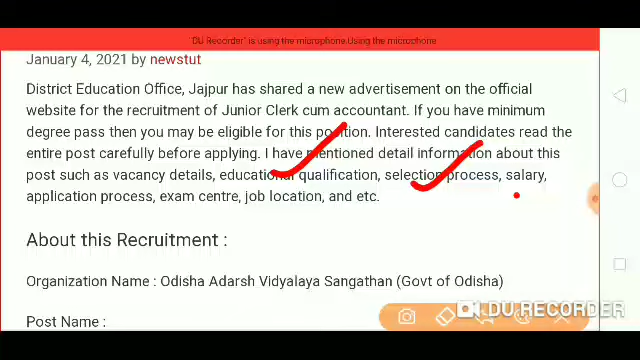 "DU Recorder" is using the microphone.Using the microphone
January 4, 2021 by newstut
District Education Office, Jajpur has shared a new advertisement on the official
website for the recruitment of Junior Clerk cum accountant. If you have minimum
degree pass then you may be eligible for this position. Interested candidates read the
entire post carefully before applying. I have mentioned detail information about this
post such as vacancy details, educational qualification, selection process, salary,
application process, exam centre, job location, and etc.
About this Recruitment :
Organization Name : Odisha Adarsh Vidyalaya Sangathan (Govt of Odisha)
Post Name :
DU RECORDER